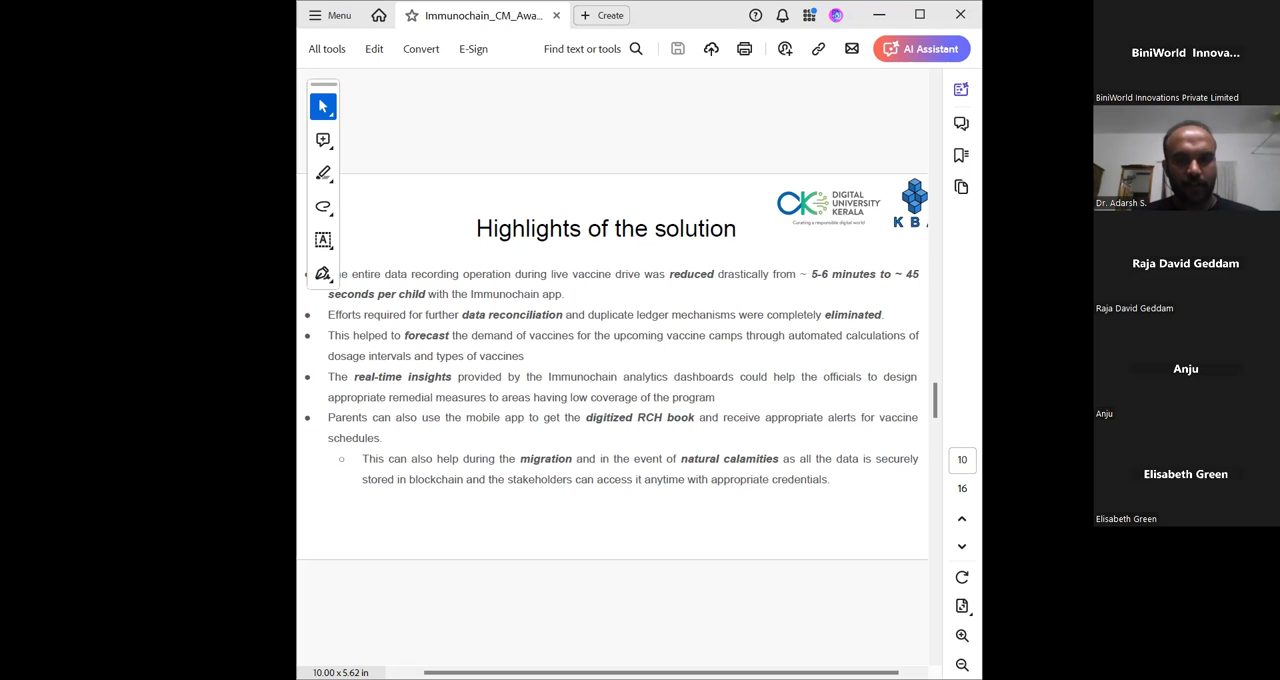 Menu
Immunochain_CM_Awa...
Create
All tools
Edit
Convert
E-Sign
Find text or tools
AI Assistant
DIGITAL
UNIVERSITY
KERALA
Curating a responsible digital world
K B
Highlights of the solution
entire data recording operation during live vaccine drive was reduced drastically from ~ 5-6 minutes to ~ 45
seconds per child with the Immunochain app.
● Efforts required for further data reconciliation and duplicate ledger mechanisms were completely eliminated.
● This helped to forecast the demand of vaccines for the upcoming vaccine camps through automated calculations of
dosage intervals and types of vaccines
● The real-time insights provided by the Immunochain analytics dashboards could help the officials to design
appropriate remedial measures to areas having low coverage of the program
● Parents can also use the mobile app to get the digitized RCH book and receive appropriate alerts for vaccine
schedules.
○ This can also help during the migration and in the event of natural calamities as all the data is securely
stored in blockchain and the stakeholders can access it anytime with appropriate credentials.
10
16
10.00 x 5.62 in
BiniWorld Innova...
BiniWorld Innovations Private Limited
Dr. Adarsh S.
Raja David Geddam
Raja David Geddam
Anju
Anju
Elisabeth Green
Elisabeth Green